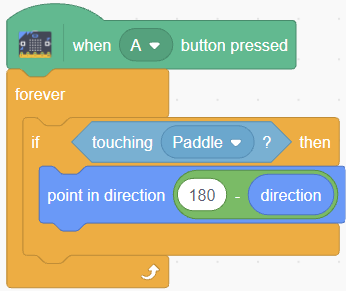 when A button pressed
forever
if touching Paddle ? then
point in direction 180 - direction